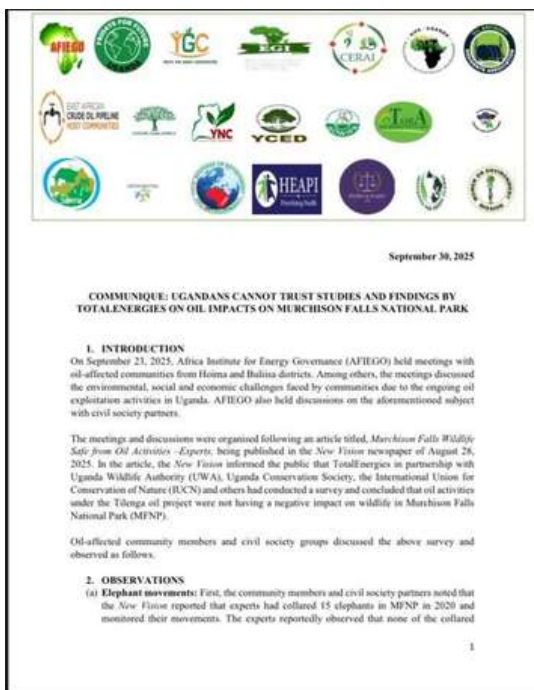 AFIEGO
YGC
EGI
CERAI
EAST AFRICAN
CRUDE OIL PIPELINE
HOST COMMUNITIES
YNC
YCED
TASHA
HEAPI
September 30, 2025
COMMUNIQUE: UGANDANS CANNOT TRUST STUDIES AND FINDINGS BY
TOTALENERGIES ON OIL IMPACTS ON MURCHISON FALLS NATIONAL PARK
1. INTRODUCTION
On September 23, 2025, Africa Institute for Energy Governance (AFIEGO) held meetings with
oil-affected communities from Hoima and Buliisa districts. Among others, the meetings discussed
the environmental, social and economic challenges faced by communities due to the ongoing oil
exploitation activities in Uganda. AFIEGO also held discussions on the aforementioned subject
with civil society partners.
The meetings and discussions were organised following an article titled, Murchison Falls Wildlife
Safe from Oil Activities –Experts, being published in the New Vision newspaper of August 28,
2025. In the article, the New Vision informed the public that TotalEnergies in partnership with
Uganda Wildlife Authority (UWA), Uganda Conservation Society, the International Union for
Conservation of Nature (IUCN) and others had conducted a survey and concluded that oil activities
under the Tilenga oil project were not having a negative impact on wildlife in Murchison Falls
National Park (MFNP).
Oil-affected community members and civil society groups discussed the above survey and
observed as follows.
2. OBSERVATIONS
(a) Elephant movements: First, the community members and civil society partners noted that
the New Vision reported that experts had collared 15 elephants in MFNP in 2020 and
monitored their movements. The experts reportedly observed that none of the collared
1